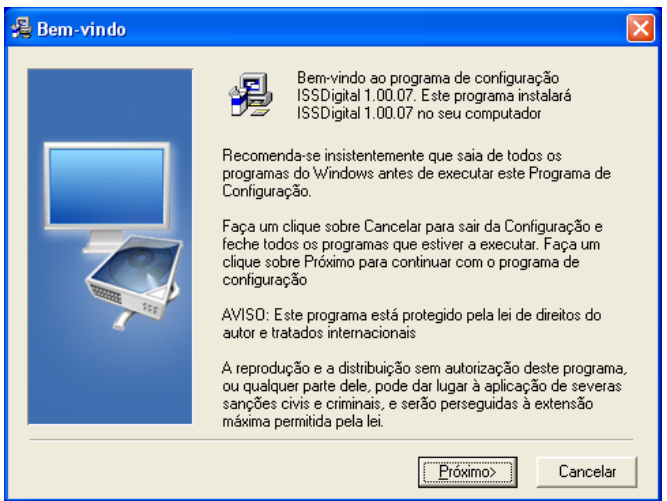 Bem-vindo
Bem-vindo ao programa de configuração
ISSDigital 1.00.07. Este programa instalará
ISSDigital 1.00.07 no seu computador
Recomenda-se insistentemente que saia de todos os
programas do Windows antes de executar este Programa de
Configuração.
Faça um clique sobre Cancelar para sair da Configuração e
feche todos os programas que estiver a executar. Faça um
clique sobre Próximo para continuar com o programa de
configuração
AVISO: Este programa está protegido pela lei de direitos do
autor e tratados internacionais
A reprodução e a distribuição sem autorização deste programa,
ou qualquer parte dele, pode dar lugar à aplicação de severas
sanções civis e criminais, e serão perseguidas à extensão
máxima permitida pela lei.
Próximo>
Cancelar